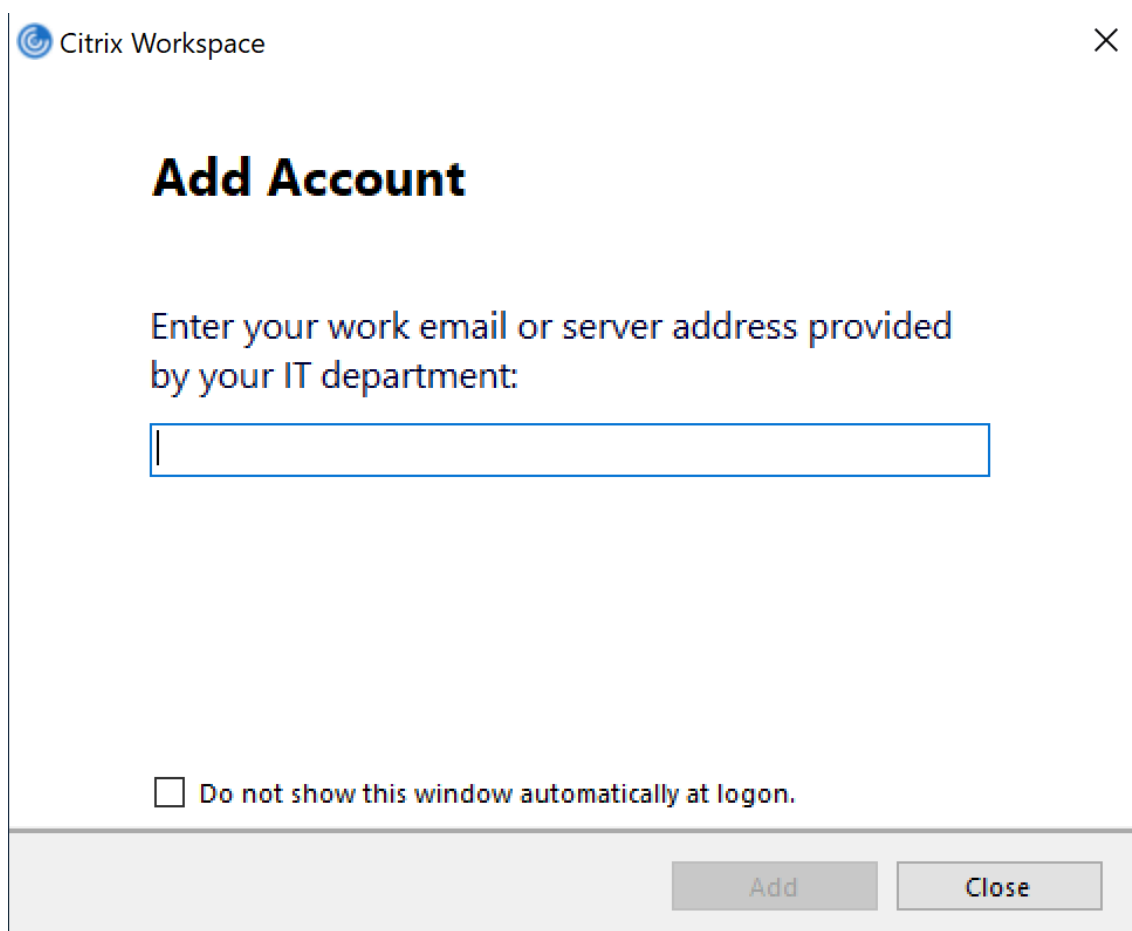 Citrix Workspace
Add Account
Enter your work email or server address provided
by your IT department:
Do not show this window automatically at logon.
Add
Close